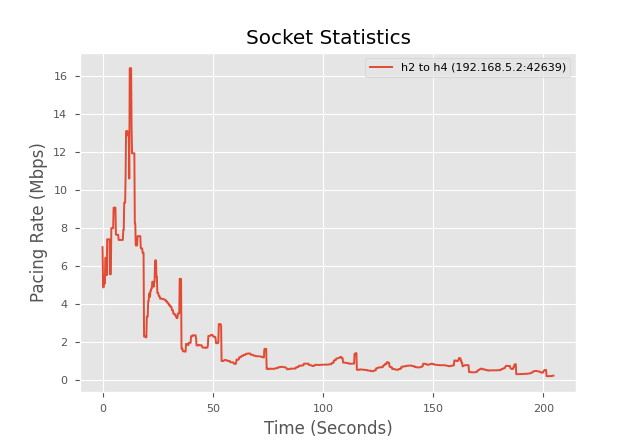 Socket Statistics
h2 to h4 (192.168.5.2:42639)
Pacing Rate (Mbps)
16
14
12
10
8
6
4
2
0
0 50 100 150 200
Time (Seconds)